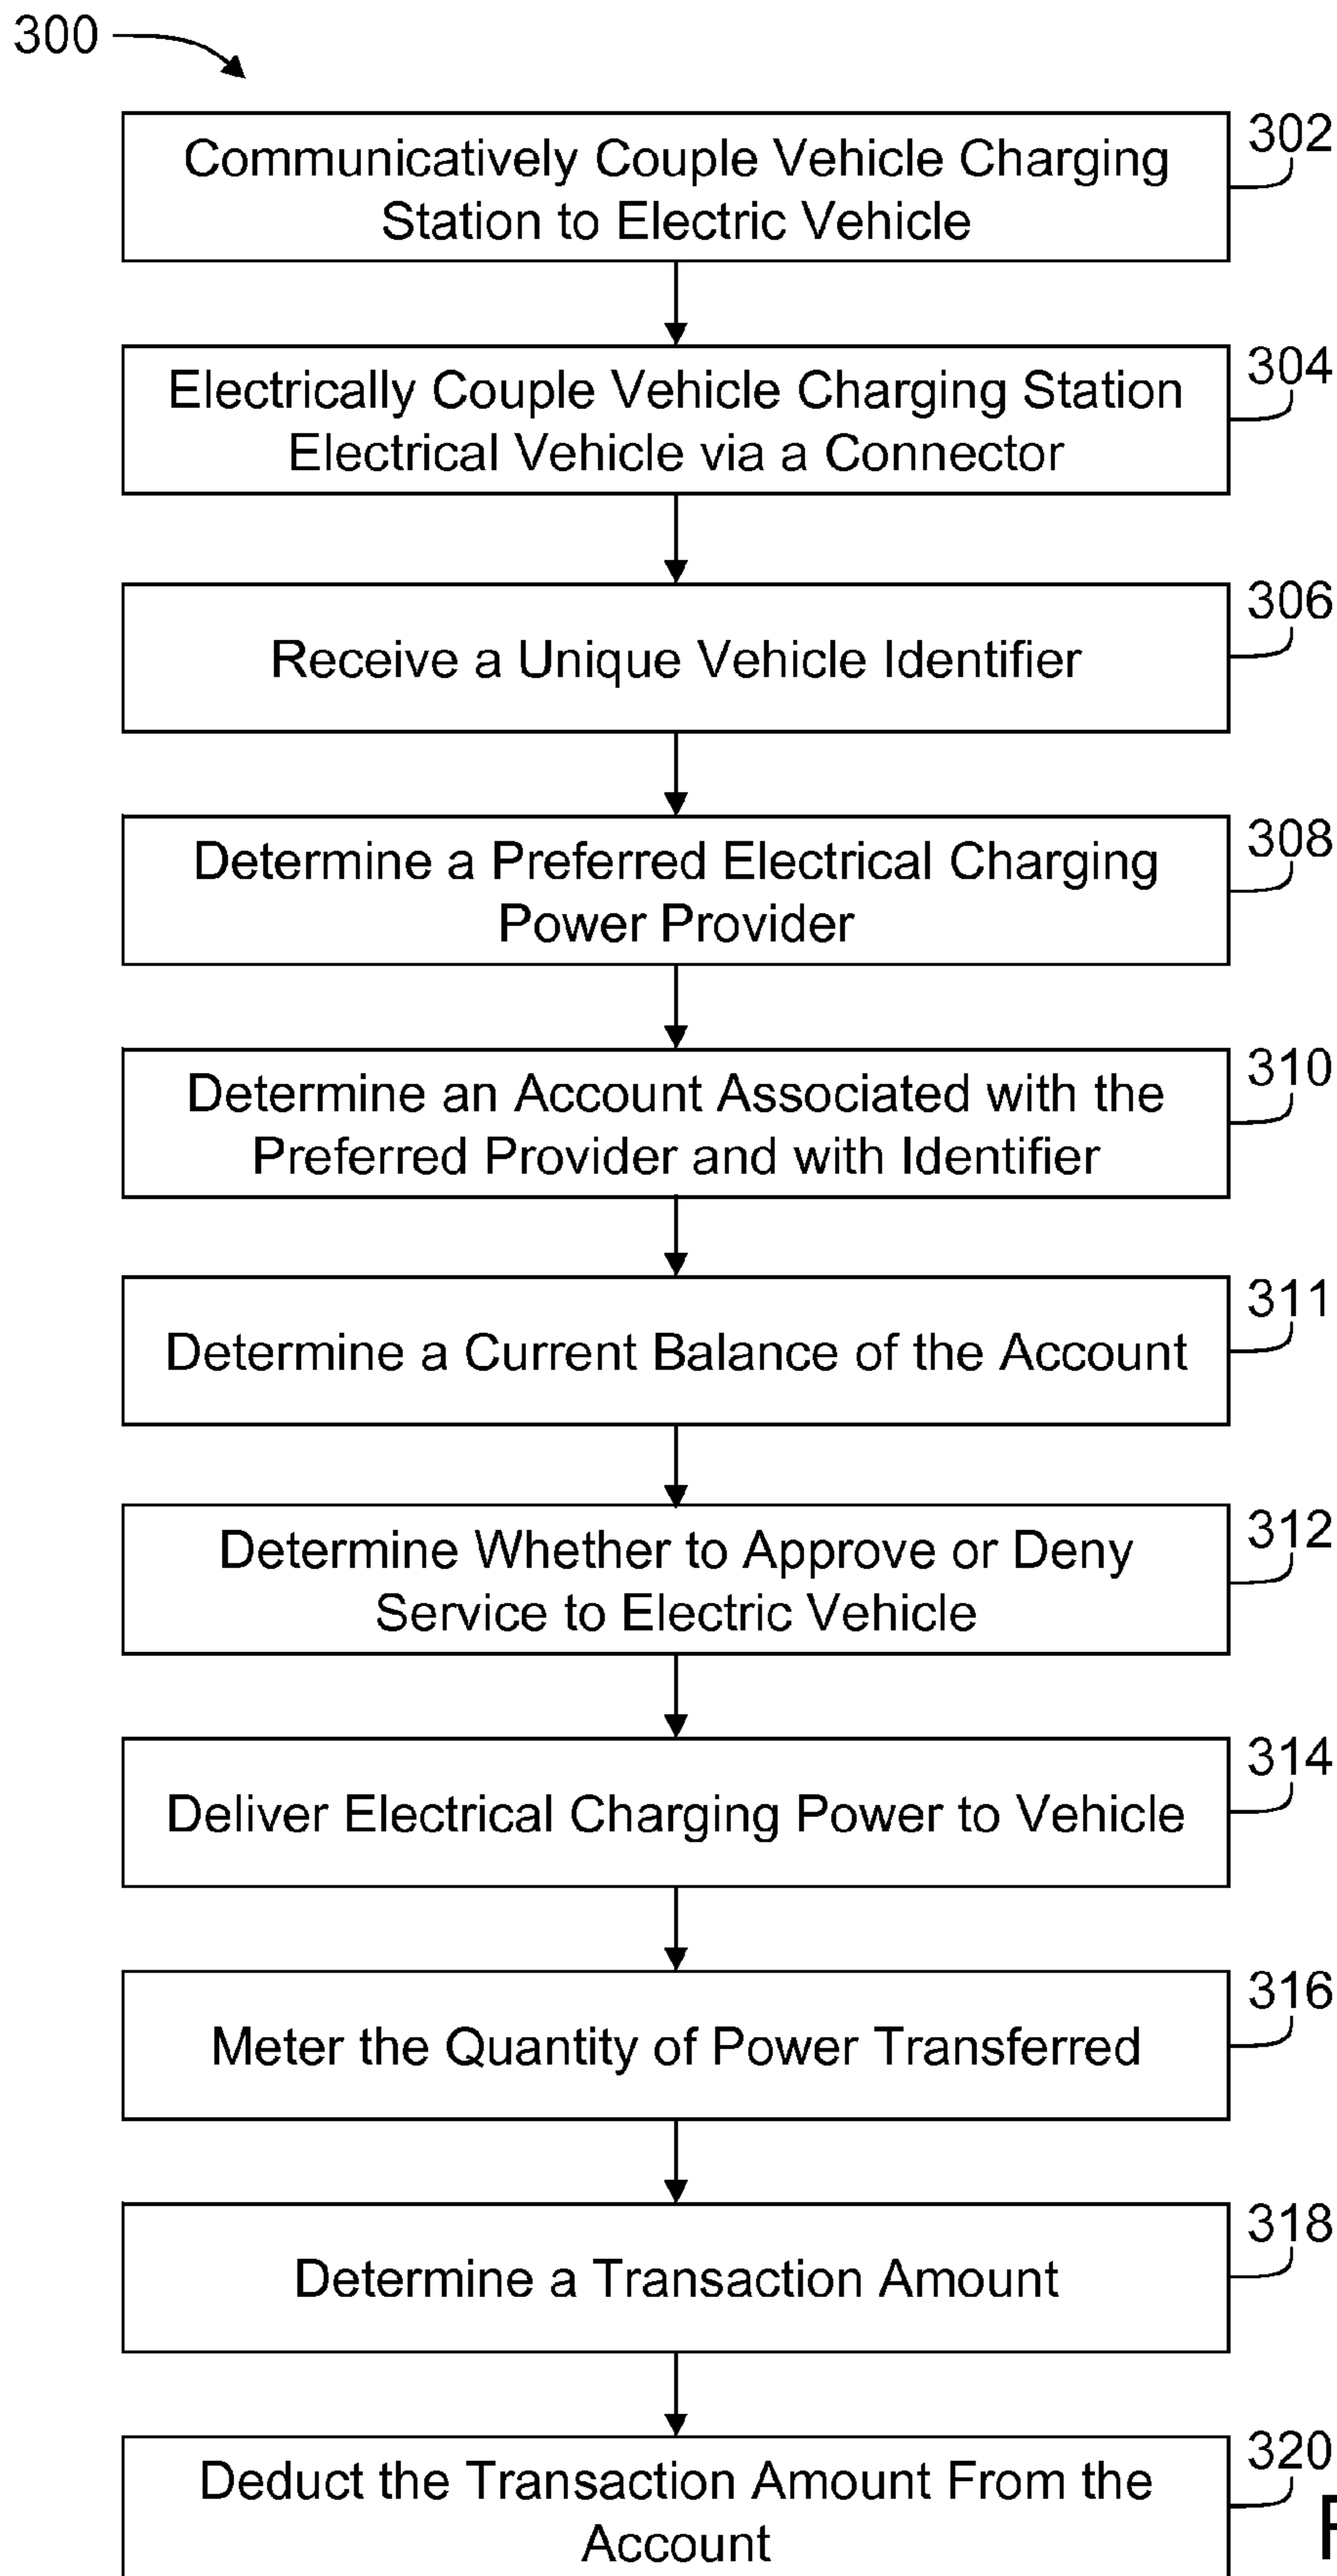 300
302
Communicatively Couple Vehicle Charging
Station to Electric Vehicle
304
Electrically Couple Vehicle Charging Station
Electrical Vehicle via a Connector
306
Receive a Unique Vehicle Identifier
308
Determine a Preferred Electrical Charging
Power Provider
310
Determine an Account Associated with the
Preferred Provider and with Identifier
311
Determine a Current Balance of the Account
312
Determine Whether to Approve or Deny
Service to Electric Vehicle
314
Deliver Electrical Charging Power to Vehicle
316
Meter the Quantity of Power Transferred
318
Determine a Transaction Amount
320
Deduct the Transaction Amount From the
Account